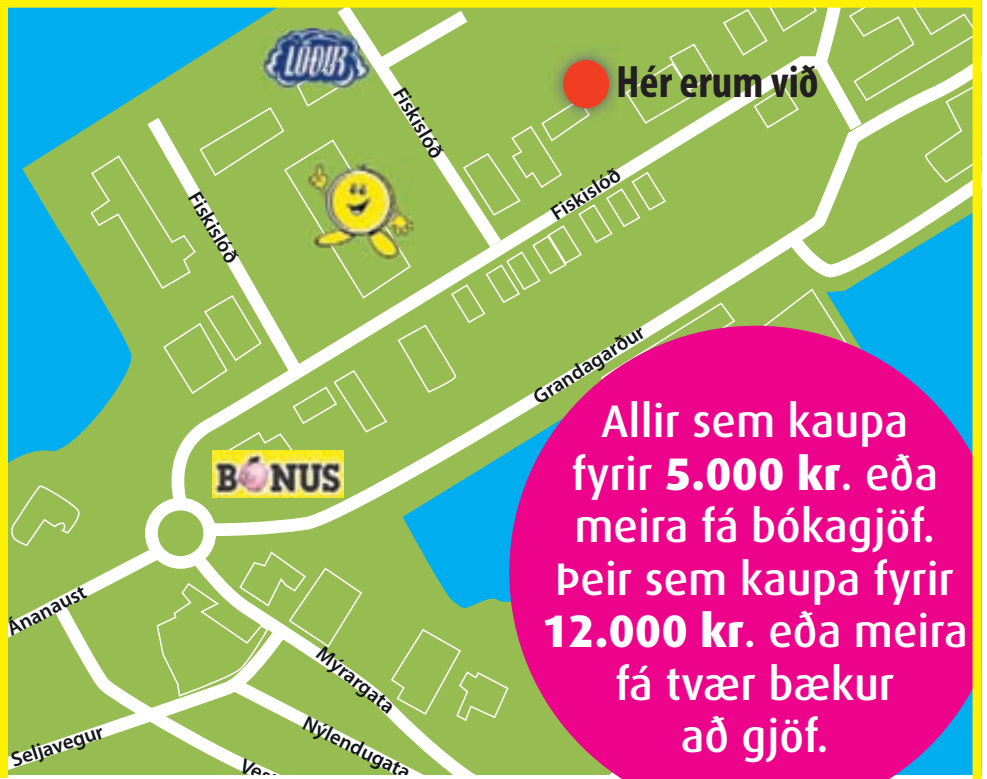 LÓÐIR
Hér erum við
Fiskislóð
Fiskislóð
Fiskislóð
Grandagarður
BÓNUS
Ánanaust
Mýrargata
Seljavegur
Nýlendugata
Allir sem kaupa
fyrir 5.000 kr. eða
meira fá bókagjöf.
Þeir sem kaupa fyrir
12.000 kr. eða meira
fá tvær bækur
að gjöf.